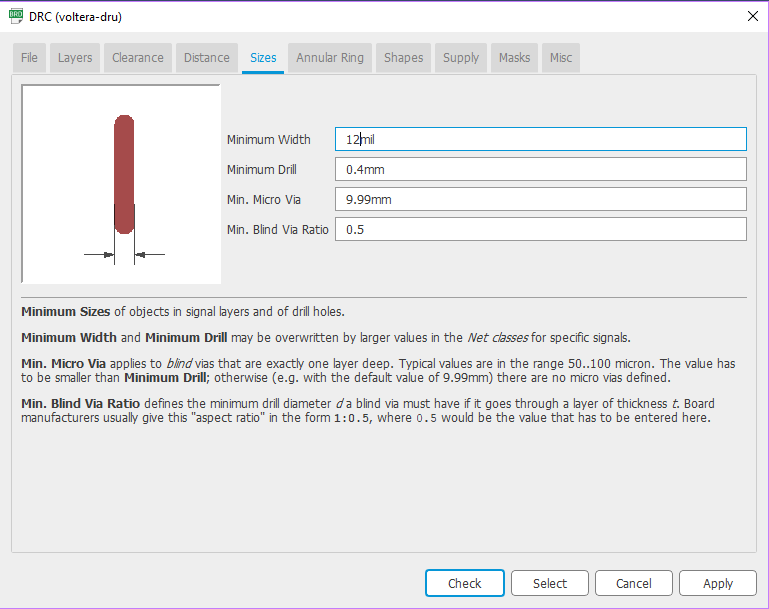 DRC (voltera-dru)
File Layers Clearance Distance Sizes Annular Ring Shapes Supply Masks Misc
Minimum Width 12mil
Minimum Drill 0.4mm
Min. Micro Via 9.99mm
Min. Blind Via Ratio 0.5
Minimum Sizes of objects in signal layers and of drill holes.
Minimum Width and Minimum Drill may be overwritten by larger values in the Net classes for specific signals.
Min. Micro Via applies to blind vias that are exactly one layer deep. Typical values are in the range 50..100 micron. The value has
to be smaller than Minimum Drill; otherwise (e.g. with the default value of 9.99mm) there are no micro vias defined.
Min. Blind Via Ratio defines the minimum drill diameter d a blind via must have if it goes through a layer of thickness t. Board
manufacturers usually give this "aspect ratio" in the form 1:0.5, where 0.5 would be the value that has to be entered here.
Check Select Cancel Apply